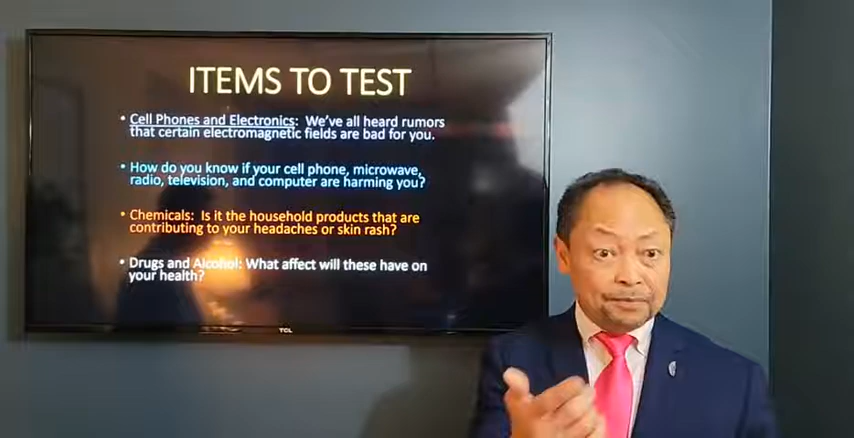 ITEMS TO TEST
• Cell Phones and Electronics: We've all heard rumors
that certain electromagnetic fields are bad for you.
• How do you know if your cell phone, microwave,
radio, television, and computer are harming you?
• Chemicals: Is it the household products that are
contributing to your headaches or skin rash?
• Drugs and Alcohol: What affect will these have on
your health?
TCL